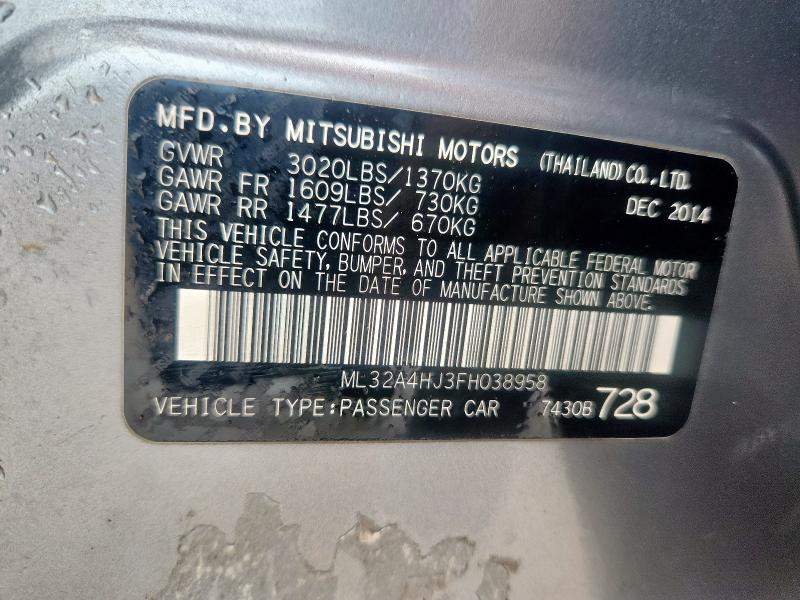 MFD.BY MITSUBISHI MOTORS (THAILAND) CO.,LTD.
GVWR 3020LBS/1370KG
GAWR FR 1609LBS/ 730KG DEC 2014
GAWR RR 1477LBS/ 670KG
THIS VEHICLE CONFORMS TO ALL APPLICABLE FEDERAL MOTOR
VEHICLE SAFETY, BUMPER, AND THEFT PREVENTION STANDARDS
IN EFFECT ON THE DATE OF MANUFACTURE SHOWN ABOVE.
ML32A4HJ3FH038958
VEHICLE TYPE:PASSENGER CAR 7430B 728